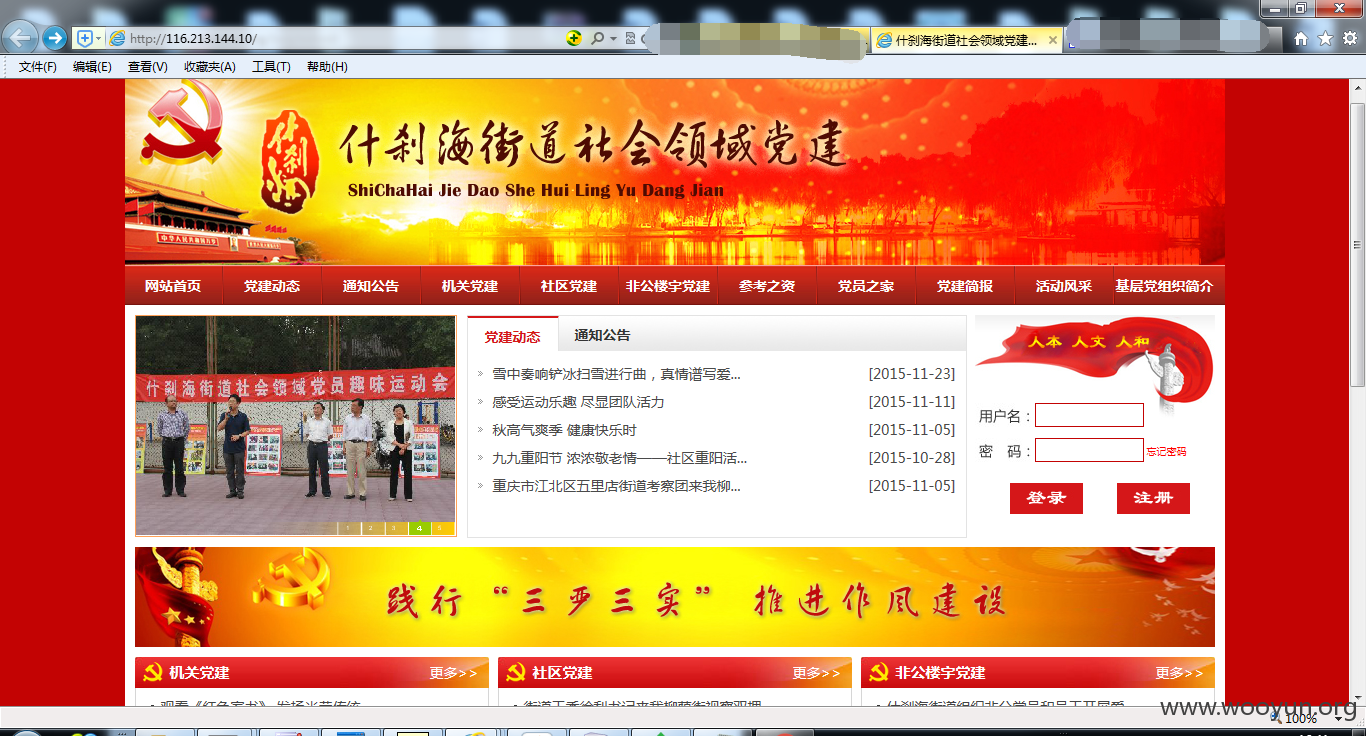 http://116.213.144.10/
什刹海街道社会领域党建...
文件(F) 编辑(E) 查看(V) 收藏夹(A) 工具(T) 帮助(H)
什刹海
什刹海街道社会领域党建
ShiChaHai Jie Dao She Hui Ling Yu Dang Jian
网站首页 党建动态 通知公告 机关党建 社区党建 非公楼宇党建 参考之资 党员之家 党建简报 活动风采 基层党组织简介
什刹海街道社会领域党员趣味运动会
1 2 3 4 5
党建动态 通知公告
雪中奏响铲冰扫雪进行曲，真情谱写爱... [2015-11-23]
感受运动乐趣 尽显团队活力 [2015-11-11]
秋高气爽季 健康快乐时 [2015-11-05]
九九重阳节 浓浓敬老情——社区重阳活... [2015-10-28]
重庆市江北区五里店街道考察团来我柳... [2015-11-05]
人本 人文 人和
用户名：
密 码： 忘记密码
登录 注册
践行“三严三实” 推进作风建设
机关党建 更多>>
社区党建 更多>>
非公楼宇党建 更多>>
www.wooyun.org
100%